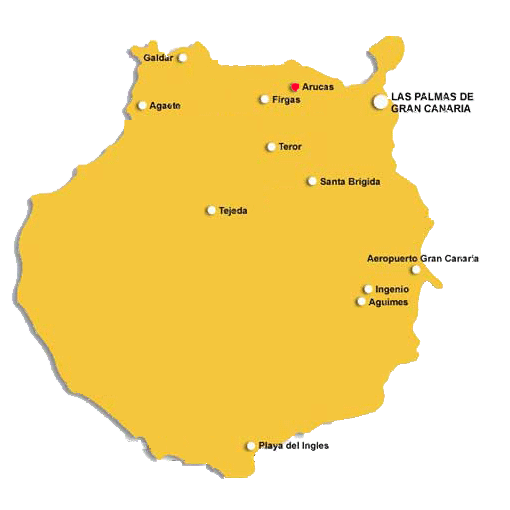 Galdar
Arucas
LAS PALMAS DE
GRAN CANARIA
Agaete
Firgas
Teror
Santa Brigida
Tejeda
Aeropuerto Gran Canaria
Ingenio
Aguimes
Playa del Ingles